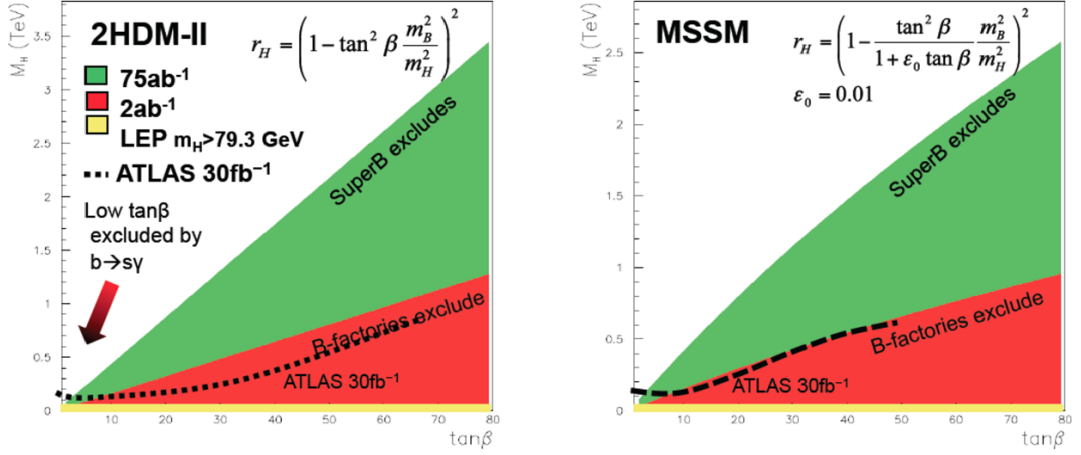 M_H (TeV)
3.5
3
2.5
2
1.5
1
0.5
0
10
20
30
40
50
60
70
80
tanβ
2HDM-II
r_H = (1 − tan² β m_B²/m_H²)²
75ab⁻¹
2ab⁻¹
LEP m_H>79.3 GeV
ATLAS 30fb⁻¹
Low tanβ
excluded by
b→sγ
SuperB excludes
B-factories exclude
ATLAS 30fb⁻¹
M_H (TeV)
2.5
2
1.5
1
0.5
0
10
20
30
40
50
60
70
80
tanβ
MSSM
r_H = (1 − tan² β/(1 + ε₀ tan β) m_B²/m_H²)²
ε₀ = 0.01
SuperB excludes
B-factories exclude
ATLAS 30fb⁻¹